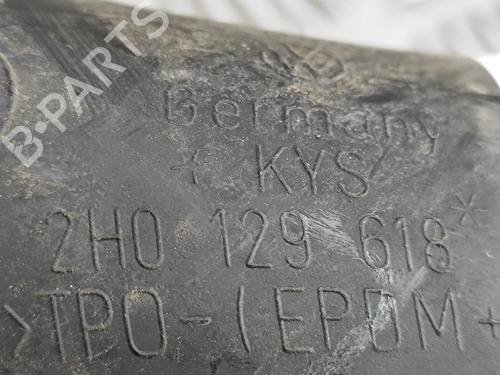 B-PARTS
Germany
+ KYS
2H0 129 618*
>TPO-(EPDM+